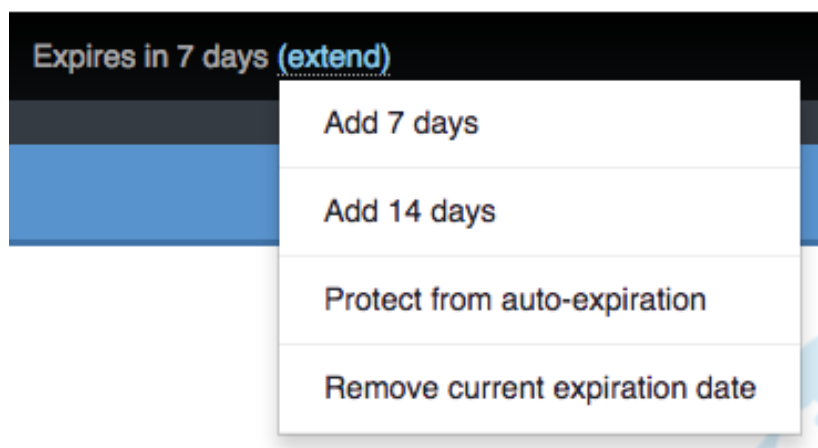 Expires in 7 days (extend)
Add 7 days
Add 14 days
Protect from auto-expiration
Remove current expiration date